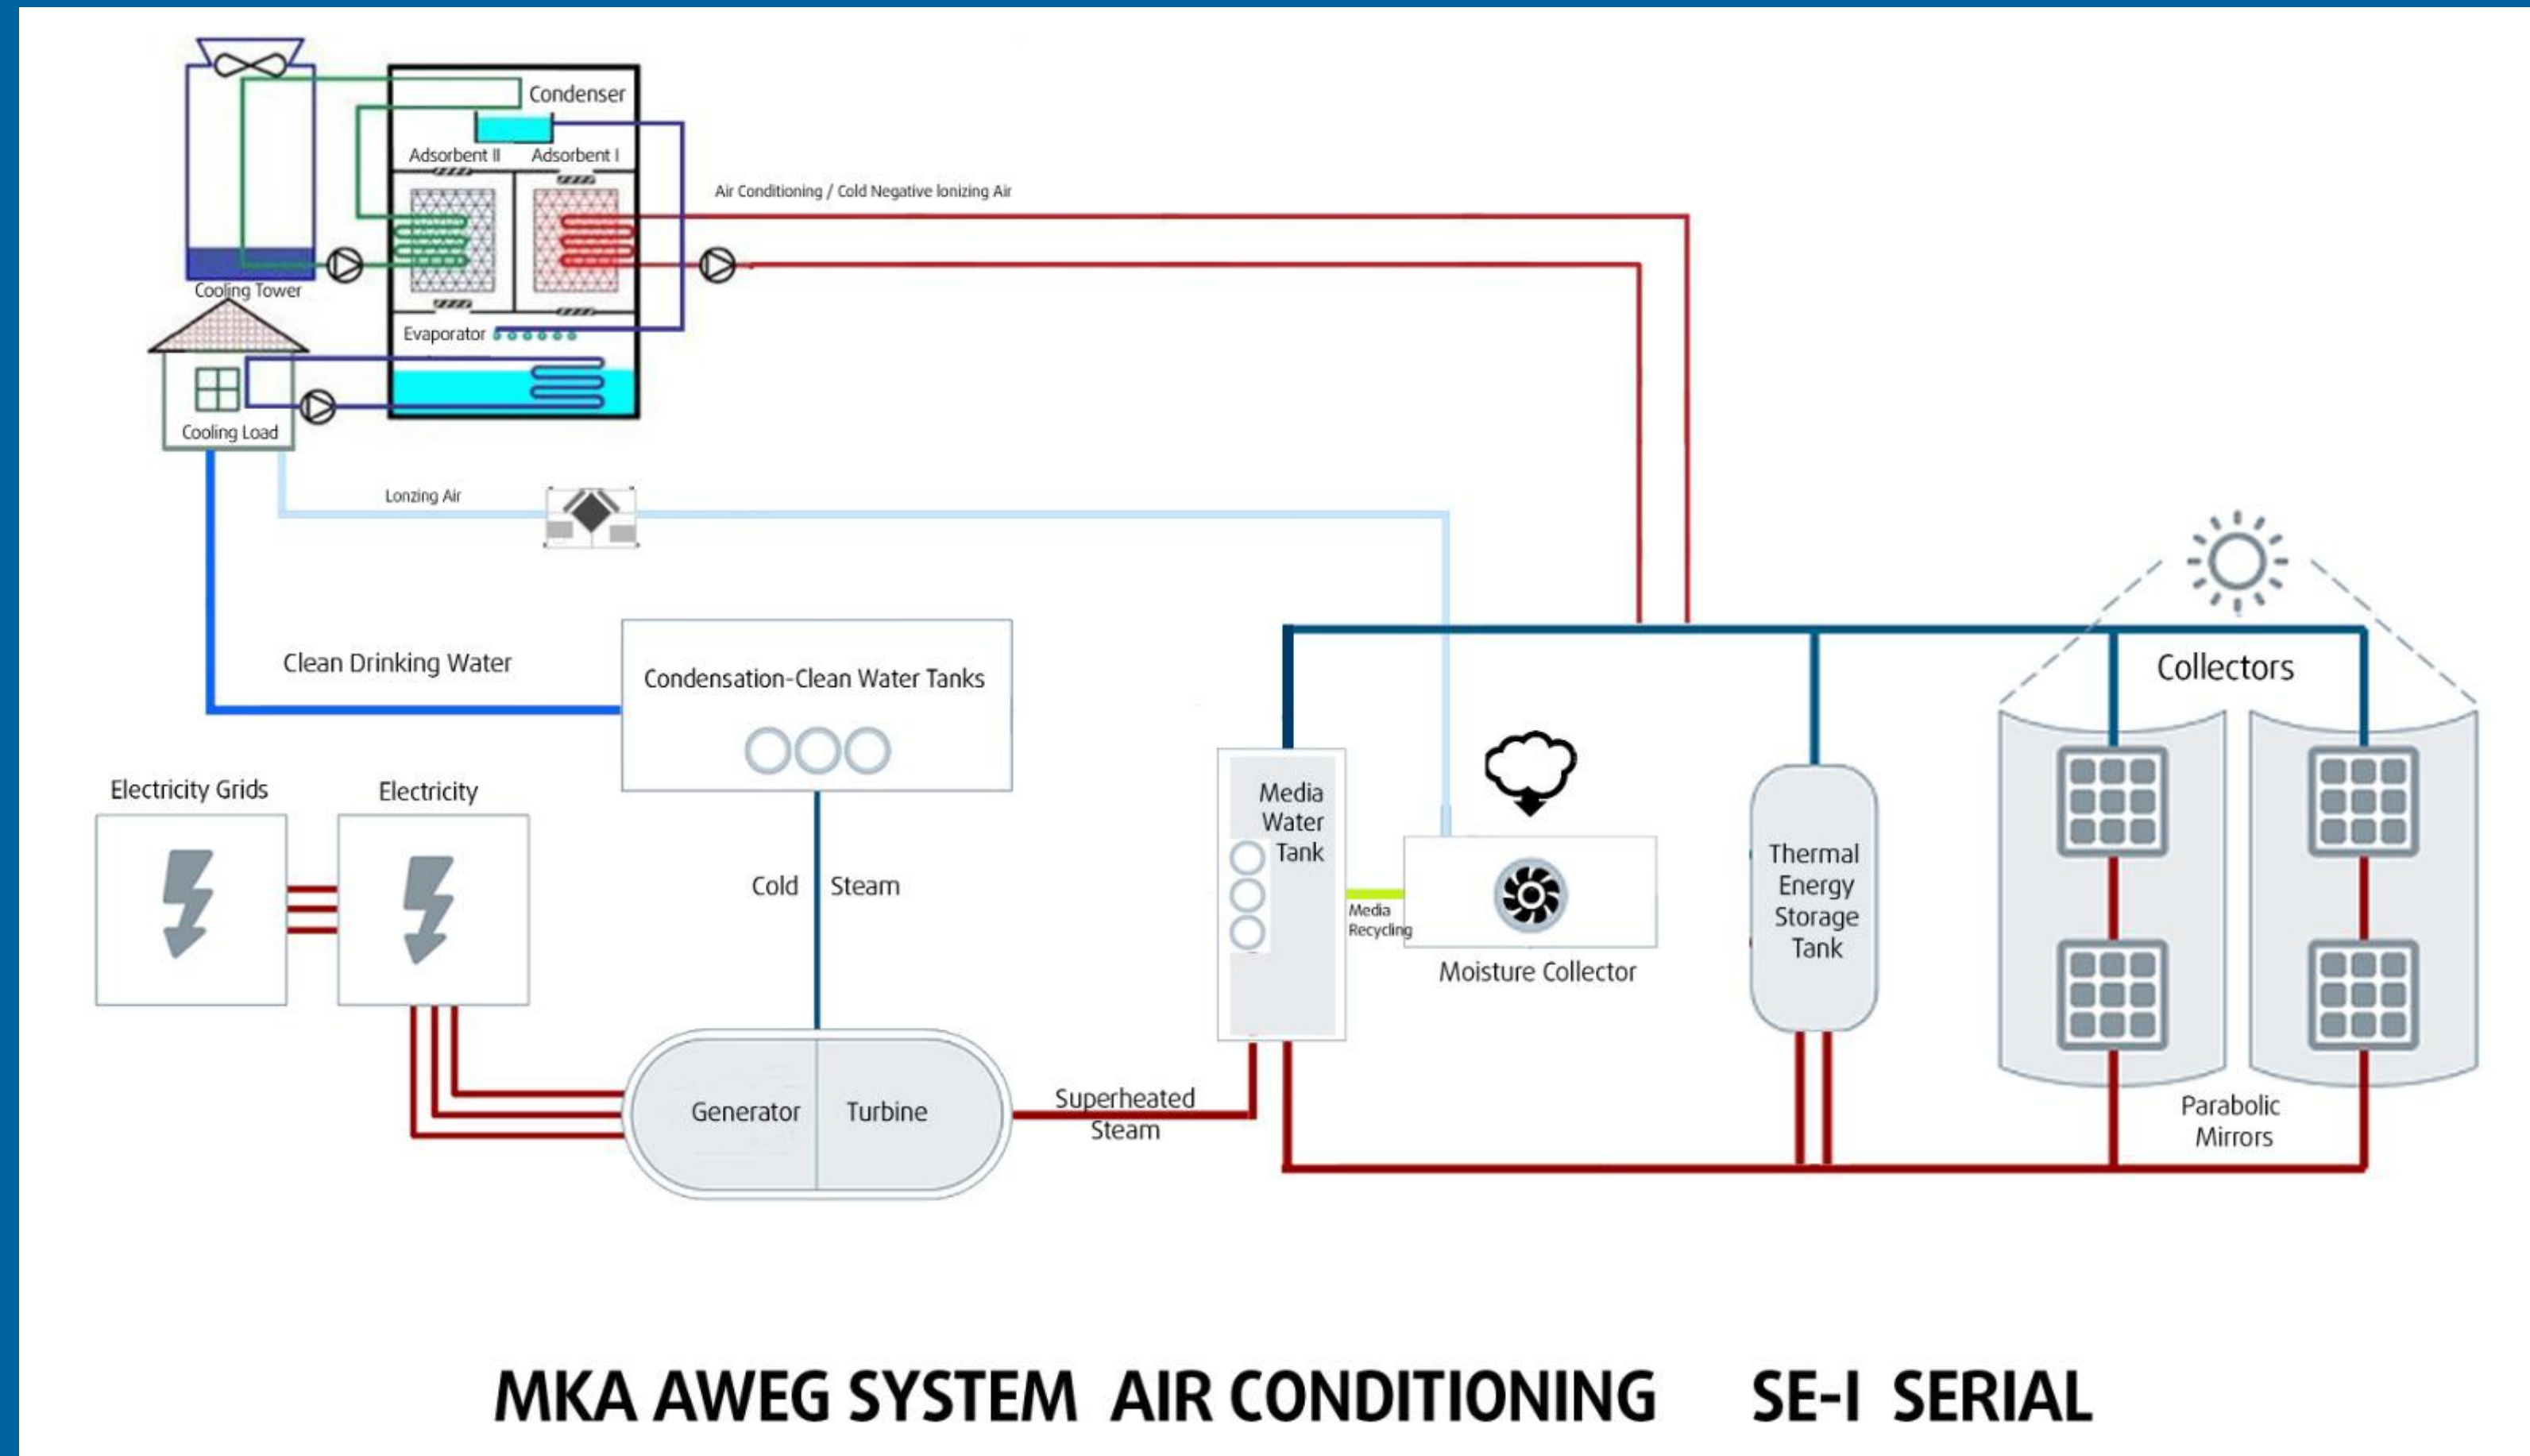 Condenser
Adsorbent II
Adsorbent I
Air Conditioning / Cold Negative Ionizing Air
Cooling Tower
Evaporator
Cooling Load
Lonzing Air
Clean Drinking Water
Condensation-Clean Water Tanks
Collectors
Electricity Grids
Electricity
Media
Water
Tank
Cold
Steam
Media
Recycling
Moisture Collector
Thermal
Energy
Storage
Tank
Generator
Turbine
Superheated
Steam
Parabolic
Mirrors
MKA AWEG SYSTEM AIR CONDITIONING SE-I SERIAL